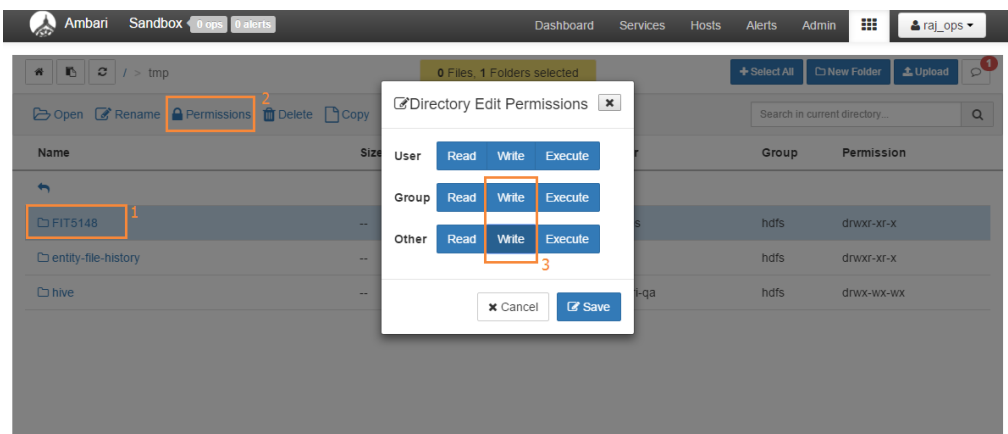 Ambari Sandbox 0 ops 0 alerts Dashboard Services Hosts Alerts Admin raj_ops
/ > tmp 0 Files, 1 Folders selected + Select All New Folder Upload 1
Open Rename Permissions 2 Delete Copy Search in current directory...
Directory Edit Permissions
Name Size Group Permission
User Read Write Execute
Group Read Write Execute
FIT5148 1 -- hdfs drwxr-xr-x
Other Read Write Execute
3
entity-file-history -- hdfs drwxr-xr-x
hive -- i-qa hdfs drwx-wx-wx
Cancel Save